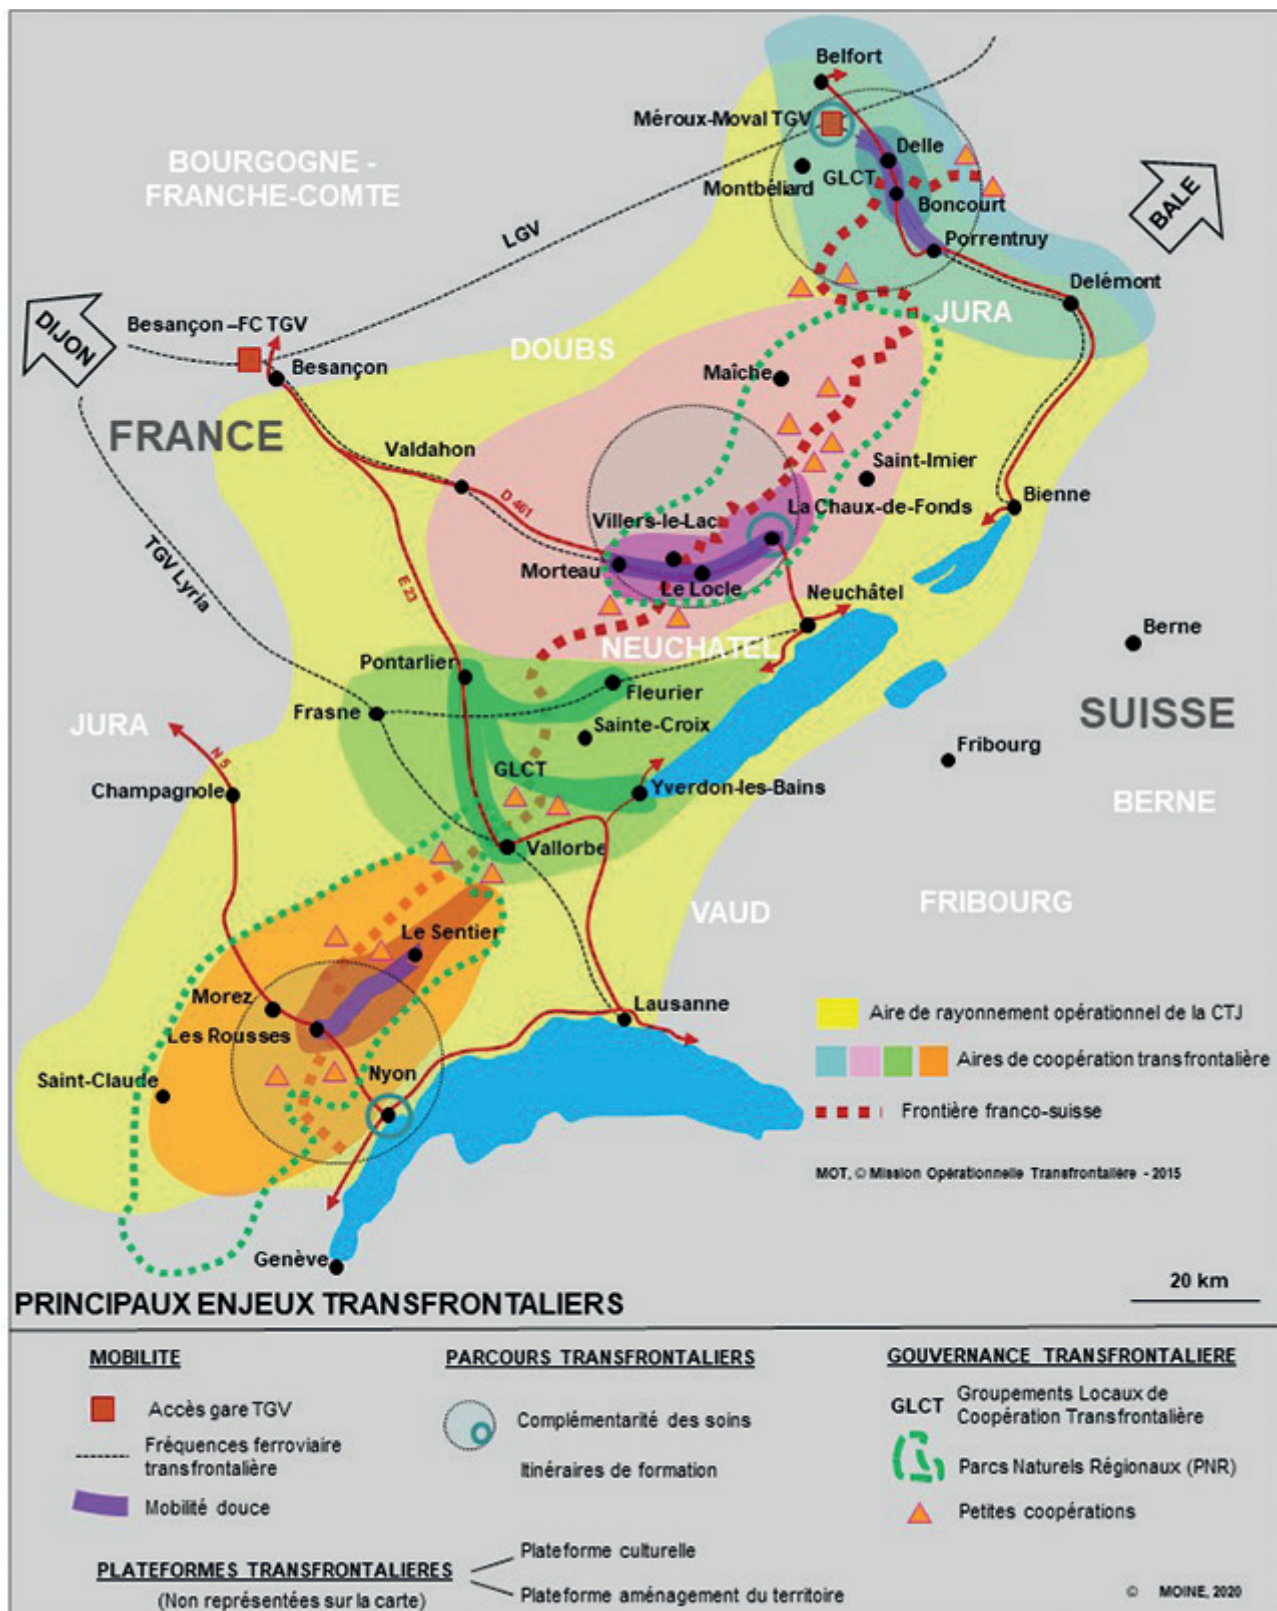 Belfort
Méroux-Moval TGV
BOURGOGNE -
FRANCHE-COMTE
Delle
GLCT
Montbéliard
Boncourt
BALE
LGV
Porrentruy
Delémont
DIJON
Besançon –FC TGV
JURA
DOUBS
Besançon
Maîche
FRANCE
Valdahon
Saint-Imier
D 461
La Chaux-de-Fonds
Bienne
Villers-le-Lac
TGV Lyria
Morteau
E 23
Le Locle
Neuchâtel
Berne
NEUCHATEL
Pontarlier
Fleurier
Frasne
SUISSE
JURA
Sainte-Croix
N 5
Fribourg
GLCT
Champagnole
Yverdon-les-Bains
BERNE
Vallorbe
VAUD
FRIBOURG
Le Sentier
Morez
Lausanne
Les Rousses
Aire de rayonnement opérationnel de la CTJ
Nyon
Aires de coopération transfrontalière
Saint-Claude
Frontière franco-suisse
MOT, © Mission Opérationnelle Transfrontalière - 2015
Genève
20 km
PRINCIPAUX ENJEUX TRANSFRONTALIERS
MOBILITE
Accès gare TGV
Fréquences ferroviaire
transfrontalière
Mobilité douce
PARCOURS TRANSFRONTALIERS
Complémentarité des soins
Itinéraires de formation
GOUVERNANCE TRANSFRONTALIERE
GLCT
Groupements Locaux de
Coopération Transfrontalière
Parcs Naturels Régionaux (PNR)
Petites coopérations
PLATEFORMES TRANSFRONTALIERES
(Non représentées sur la carte)
Plateforme culturelle
Plateforme aménagement du territoire
© MOINE, 2020